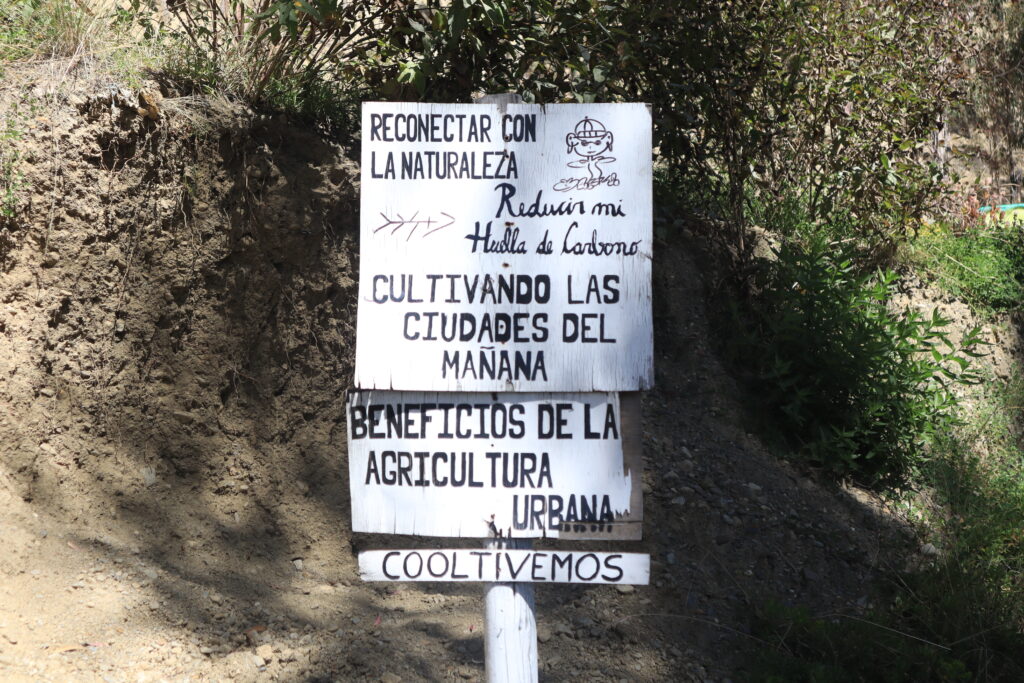 RECONECTAR CON
LA NATURALEZA
Reducir mi
Huella de Carbono
CULTIVANDO LAS
CIUDADES DEL
MAÑANA
BENEFICIOS DE LA
AGRICULTURA
URBANA
COOLTIVEMOS